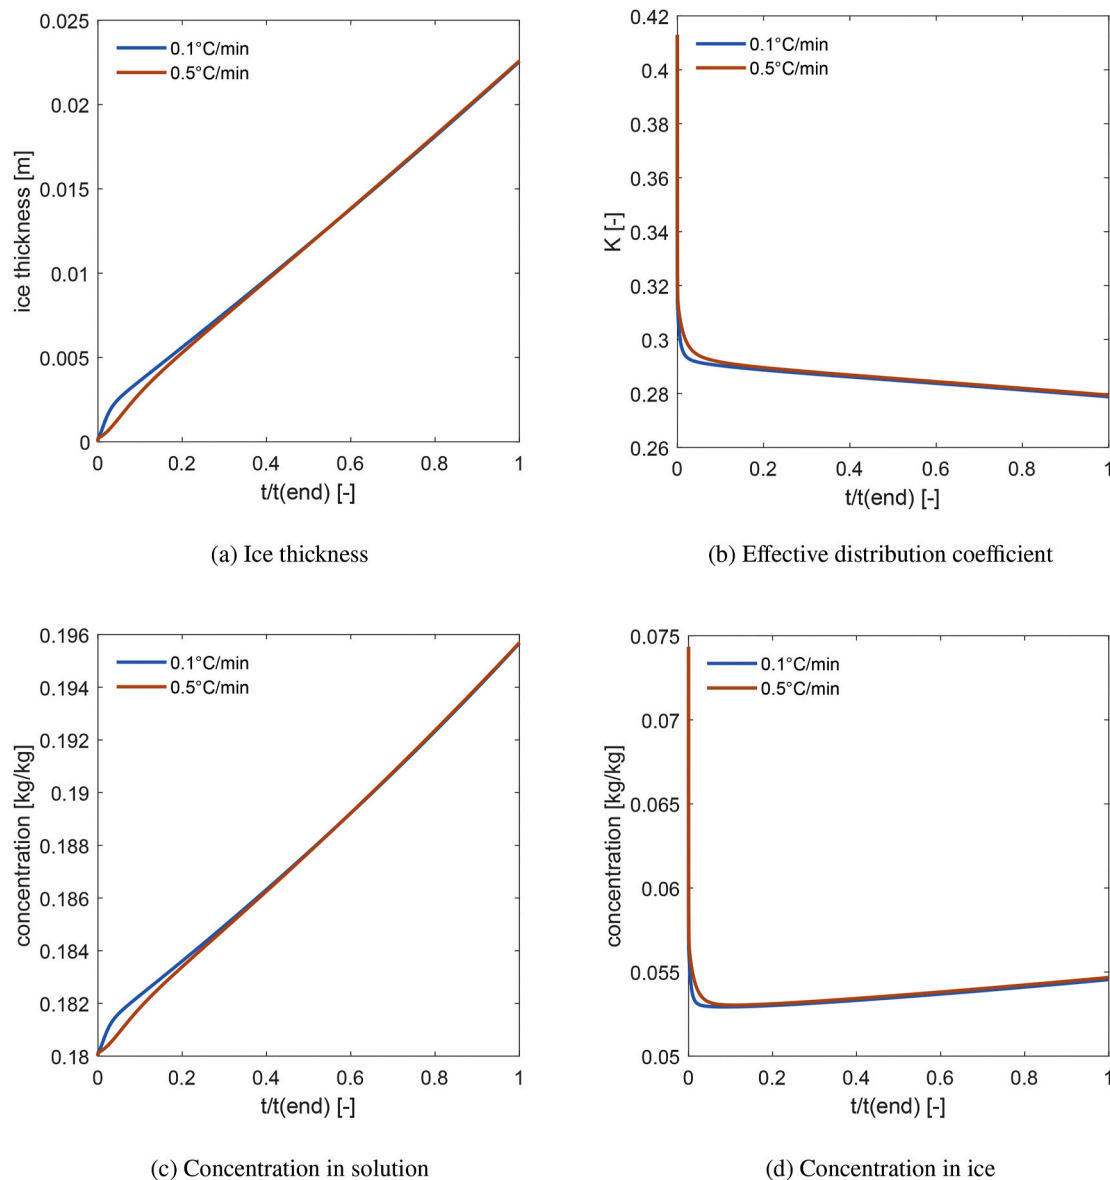 0.025
0.02
0.015
0.01
0.005
0
ice thickness [m]
0.1°C/min
0.5°C/min
0 0.2 0.4 0.6 0.8 1
t/t(end) [-]
(a) Ice thickness
0.42
0.4
0.38
0.36
0.34
0.32
0.3
0.28
0.26
K [-]
0.1°C/min
0.5°C/min
0 0.2 0.4 0.6 0.8 1
t/t(end) [-]
(b) Effective distribution coefficient
0.196
0.194
0.192
0.19
0.188
0.186
0.184
0.182
0.18
concentration [kg/kg]
0.1°C/min
0.5°C/min
0 0.2 0.4 0.6 0.8 1
t/t(end) [-]
(c) Concentration in solution
0.075
0.07
0.065
0.06
0.055
0.05
concentration [kg/kg]
0.1°C/min
0.5°C/min
0 0.2 0.4 0.6 0.8 1
t/t(end) [-]
(d) Concentration in ice